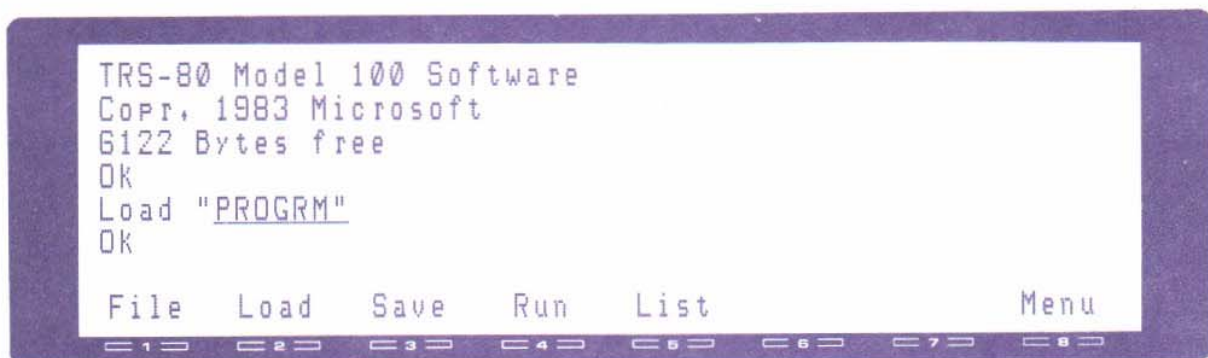 TRS-80 Model 100 Software
Copr. 1983 Microsoft
6122 Bytes free
OK
Load "PROGRM"
OK
File Load Save Run List Menu
1 2 3 4 5 6 7 8